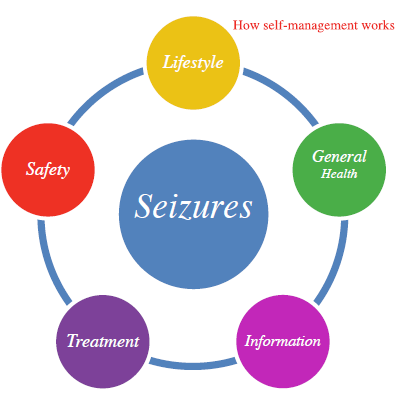 How self-management works
Lifestyle
General
Health
Safety
Seizures
Treatment
Information